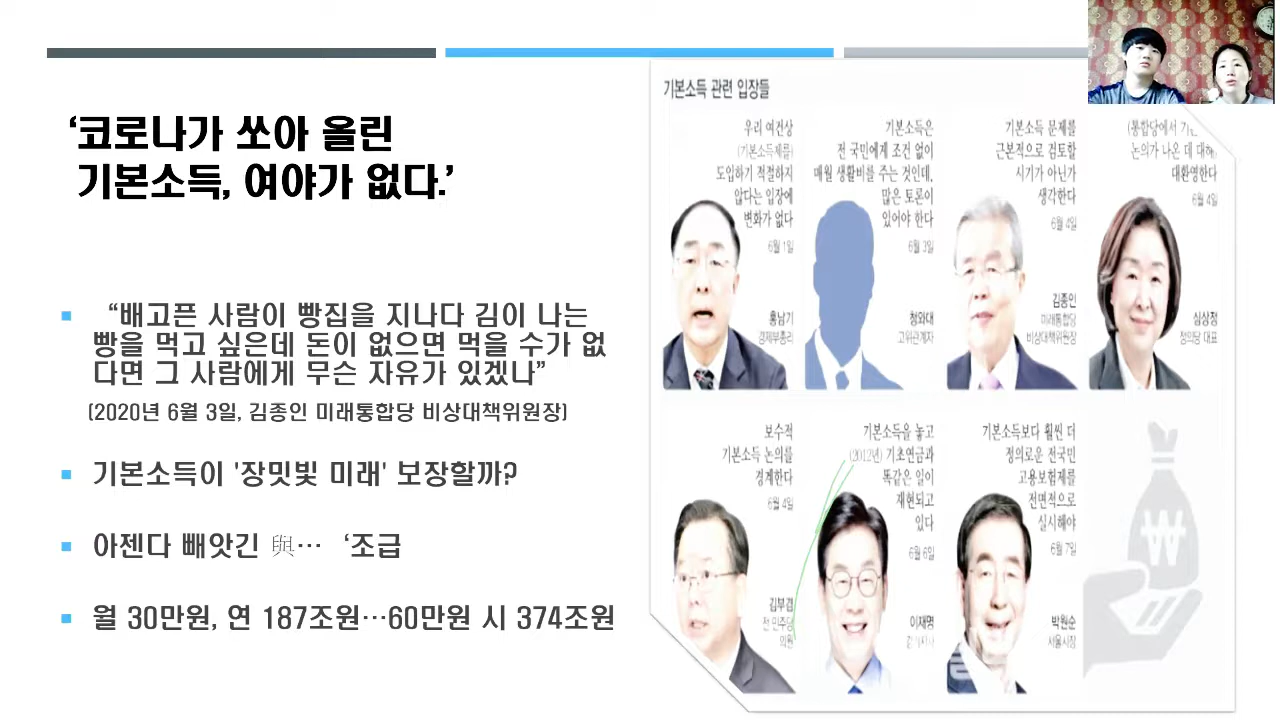 ‘코로나가 쏘아 올린
기본소득, 여야가 없다.’
“배고픈 사람이 빵집을 지나다 김이 나는
빵을 먹고 싶은데 돈이 없으면 먹을 수가 없
다면 그 사람에게 무슨 자유가 있겠나”
(2020년 6월 3일, 김종인 미래통합당 비상대책위원장)
기본소득이 '장밋빛 미래' 보장할까?
아젠다 빼앗긴 與… ‘조급
월 30만원, 연 187조원…60만원 시 374조원
기본소득 관련 입장들
우리 여건상
(기본소득제를)
도입하기 적절하지
않다는 입장에
변화가 없다
6월 1일
홍남기
경제부총리
기본소득은
전 국민에게 조건 없이
매월 생활비를 주는 것인데,
많은 토론이
있어야 한다
6월 3일
청와대
고위관계자
기본소득 문제를
근본적으로 검토할
시기가 아닌가
생각한다
6월 4일
김종인
미래통합당
비상대책위원장
(통합당에서
논의가 나온 데 대해)
대환영한다
6월 4일
심상정
정의당 대표
보수적
기본소득 논의를
경계한다
6월 4일
김부겸
전 민주당
의원
기본소득을 놓고
(2012년) 기초연금과
똑같은 일이
재현되고
있다
6월 6일
이재명
기본소득보다 훨씬 더
정의로운 전국민
고용보험제를
전면적으로
실시해야
6월 7일
박원순
서울시장
₩